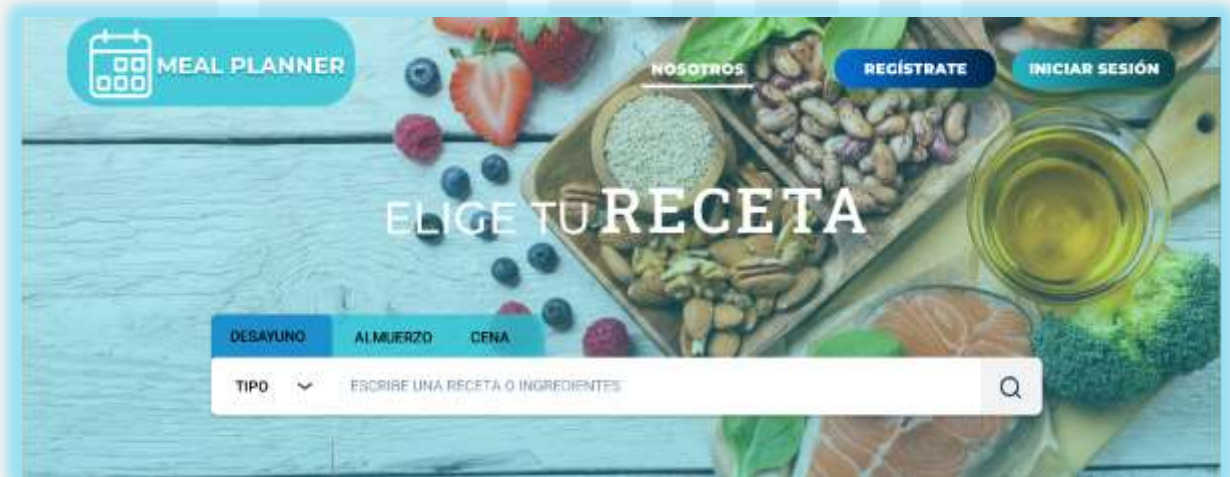 MEAL PLANNER
NOSOTROS
REGÍSTRATE
INICIAR SESIÓN
ELIGE TU RECETA
DESAYUNO
ALMUERZO
CENA
TIPO
ESCRIBE UNA RECETA O INGREDIENTES